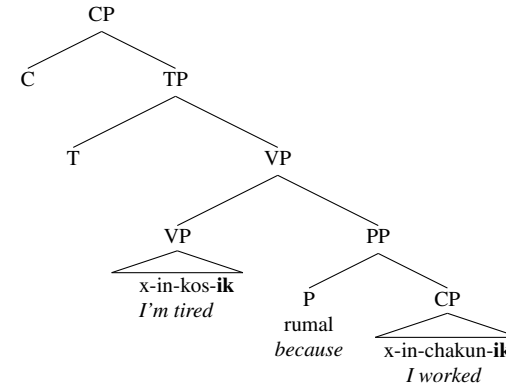 CP
C TP
T VP
VP PP
x-in-kos-ik P CP
I'm tired rumal x-in-chakun-ik
because I worked